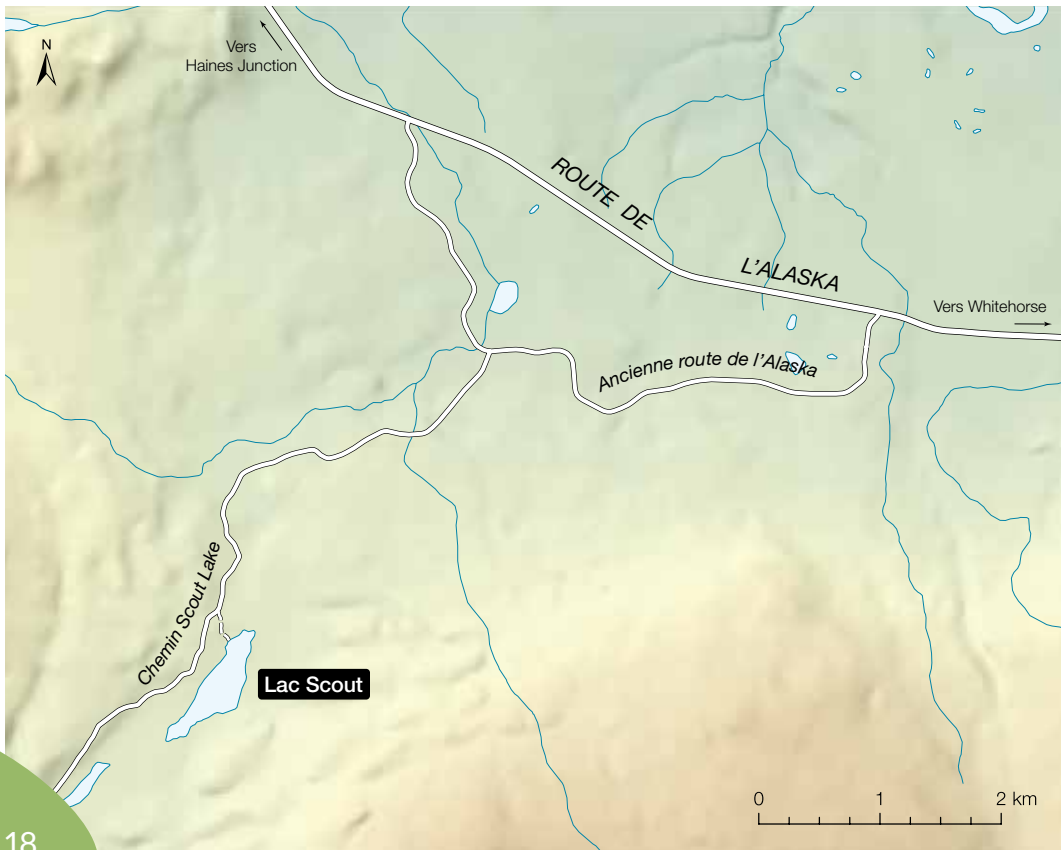 N
Vers
Haines Junction
ROUTE DE
L'ALASKA
Vers Whitehorse
Ancienne route de l'Alaska
Chemin Scout Lake
Lac Scout
0 1 2 km
18